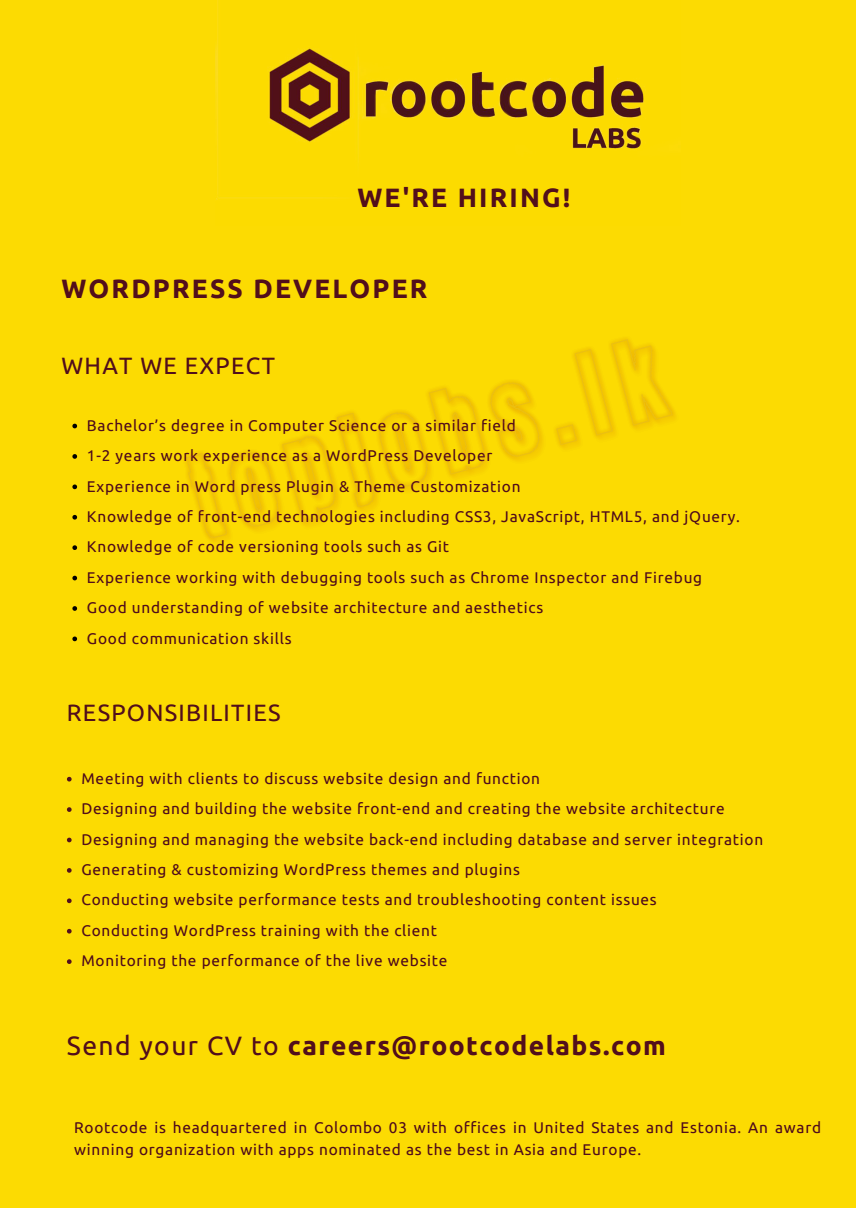 rootcode
LABS
WE'RE HIRING!
WORDPRESS DEVELOPER
WHAT WE EXPECT
topjobs.lk
• Bachelor’s degree in Computer Science or a similar field
• 1-2 years work experience as a WordPress Developer
• Experience in Word press Plugin & Theme Customization
• Knowledge of front-end technologies including CSS3, JavaScript, HTML5, and jQuery.
• Knowledge of code versioning tools such as Git
• Experience working with debugging tools such as Chrome Inspector and Firebug
• Good understanding of website architecture and aesthetics
• Good communication skills
RESPONSIBILITIES
• Meeting with clients to discuss website design and function
• Designing and building the website front-end and creating the website architecture
• Designing and managing the website back-end including database and server integration
• Generating & customizing WordPress themes and plugins
• Conducting website performance tests and troubleshooting content issues
• Conducting WordPress training with the client
• Monitoring the performance of the live website
Send your CV to careers@rootcodelabs.com
Rootcode is headquartered in Colombo 03 with offices in United States and Estonia. An award
winning organization with apps nominated as the best in Asia and Europe.